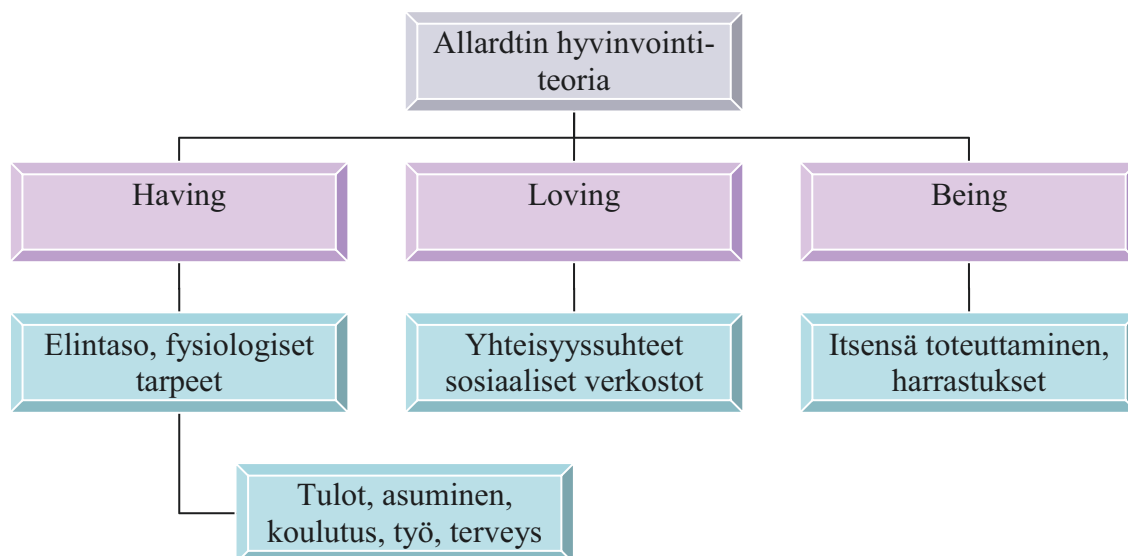 Allardtin hyvinvointi-
teoria
Having
Loving
Being
Elintaso, fysiologiset
tarpeet
Yhteisyyssuhteet
sosiaaliset verkostot
Itsensä toteuttaminen,
harrastukset
Tulot, asuminen,
koulutus, työ, terveys